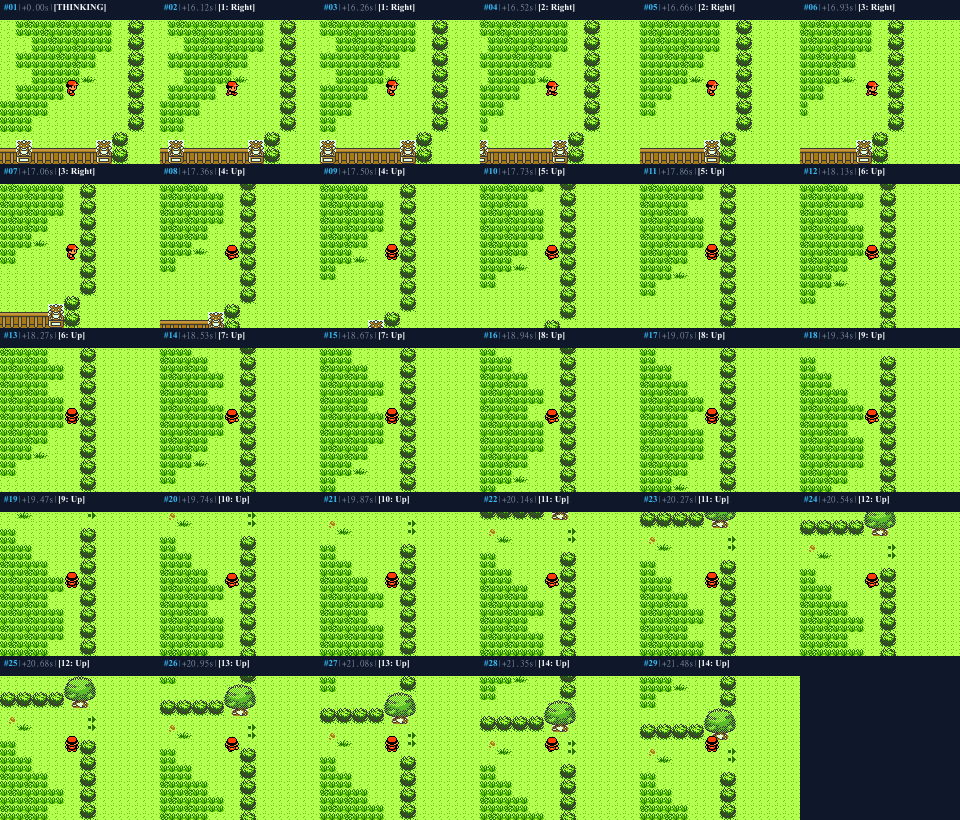 #01|+0.00s|[THINKING] #02|+16.12s|[1: Right] #03|+16.26s|[1: Right] #04|+16.52s|[2: Right] #05|+16.66s|[2: Right] #06|+16.93s|[3: Right]
#07|+17.06s|[3: Right] #08|+17.36s|[4: Up] #09|+17.50s|[4: Up] #10|+17.73s|[5: Up] #11|+17.86s|[5: Up] #12|+18.13s|[6: Up]
#13|+18.27s|[6: Up] #14|+18.53s|[7: Up] #15|+18.67s|[7: Up] #16|+18.94s|[8: Up] #17|+19.07s|[8: Up] #18|+19.34s|[9: Up]
#19|+19.47s|[9: Up] #20|+19.74s|[10: Up] #21|+19.87s|[10: Up] #22|+20.14s|[11: Up] #23|+20.27s|[11: Up] #24|+20.54s|[12: Up]
#25|+20.68s|[12: Up] #26|+20.95s|[13: Up] #27|+21.08s|[13: Up] #28|+21.35s|[14: Up] #29|+21.48s|[14: Up]